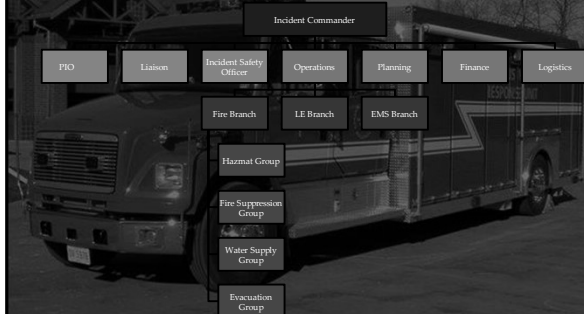 Incident Commander
PIO
Liaison
Incident Safety
Officer
Operations
Planning
Finance
Logistics
Fire Branch
LE Branch
EMS Branch
Hazmat Group
Fire Suppression
Group
Water Supply
Group
Evacuation
Group